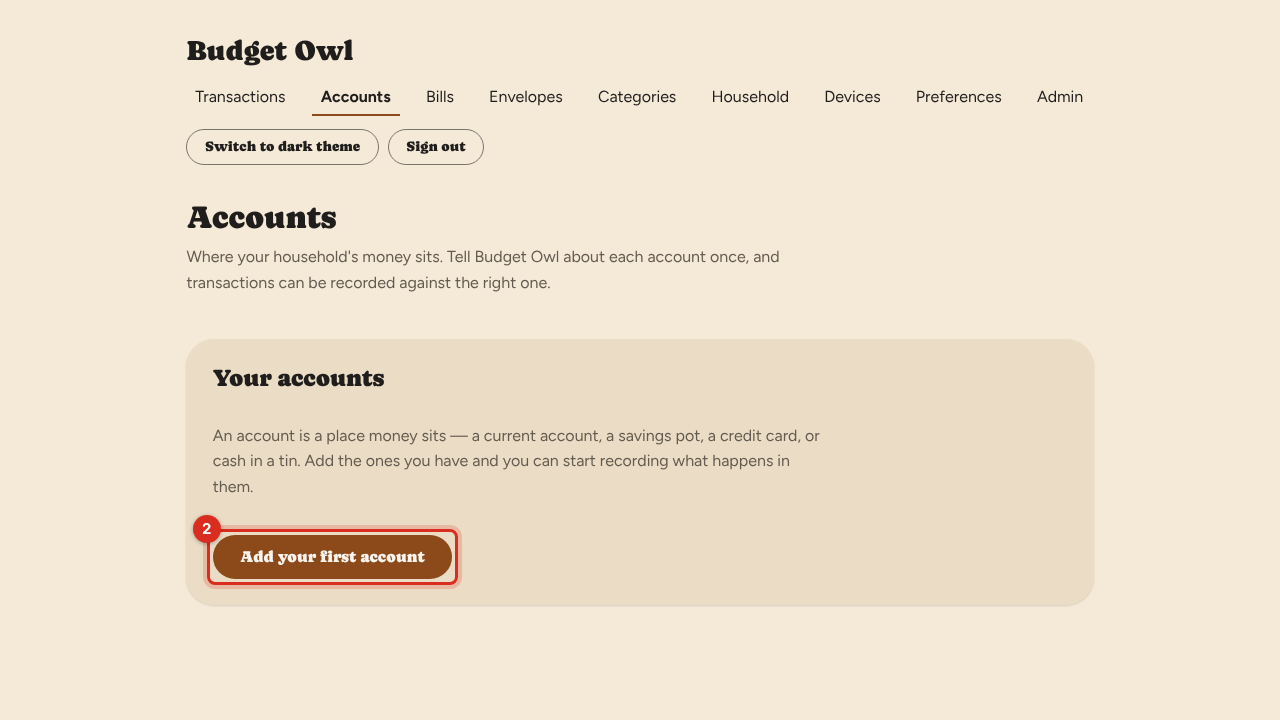 Budget Owl
Transactions Accounts Bills Envelopes Categories Household Devices Preferences Admin
Switch to dark theme Sign out
Accounts
Where your household's money sits. Tell Budget Owl about each account once, and
transactions can be recorded against the right one.
Your accounts
An account is a place money sits — a current account, a savings pot, a credit card, or
cash in a tin. Add the ones you have and you can start recording what happens in
them.
2
Add your first account